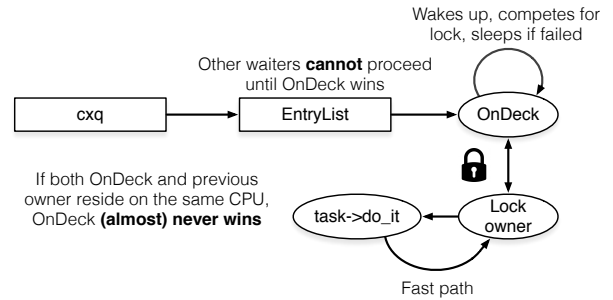 Wakes up, competes for
lock, sleeps if failed
Other waiters cannot proceed
until OnDeck wins
cxq
EntryList
OnDeck
If both OnDeck and previous
owner reside on the same CPU,
OnDeck (almost) never wins
task->do_it
Lock
owner
Fast path